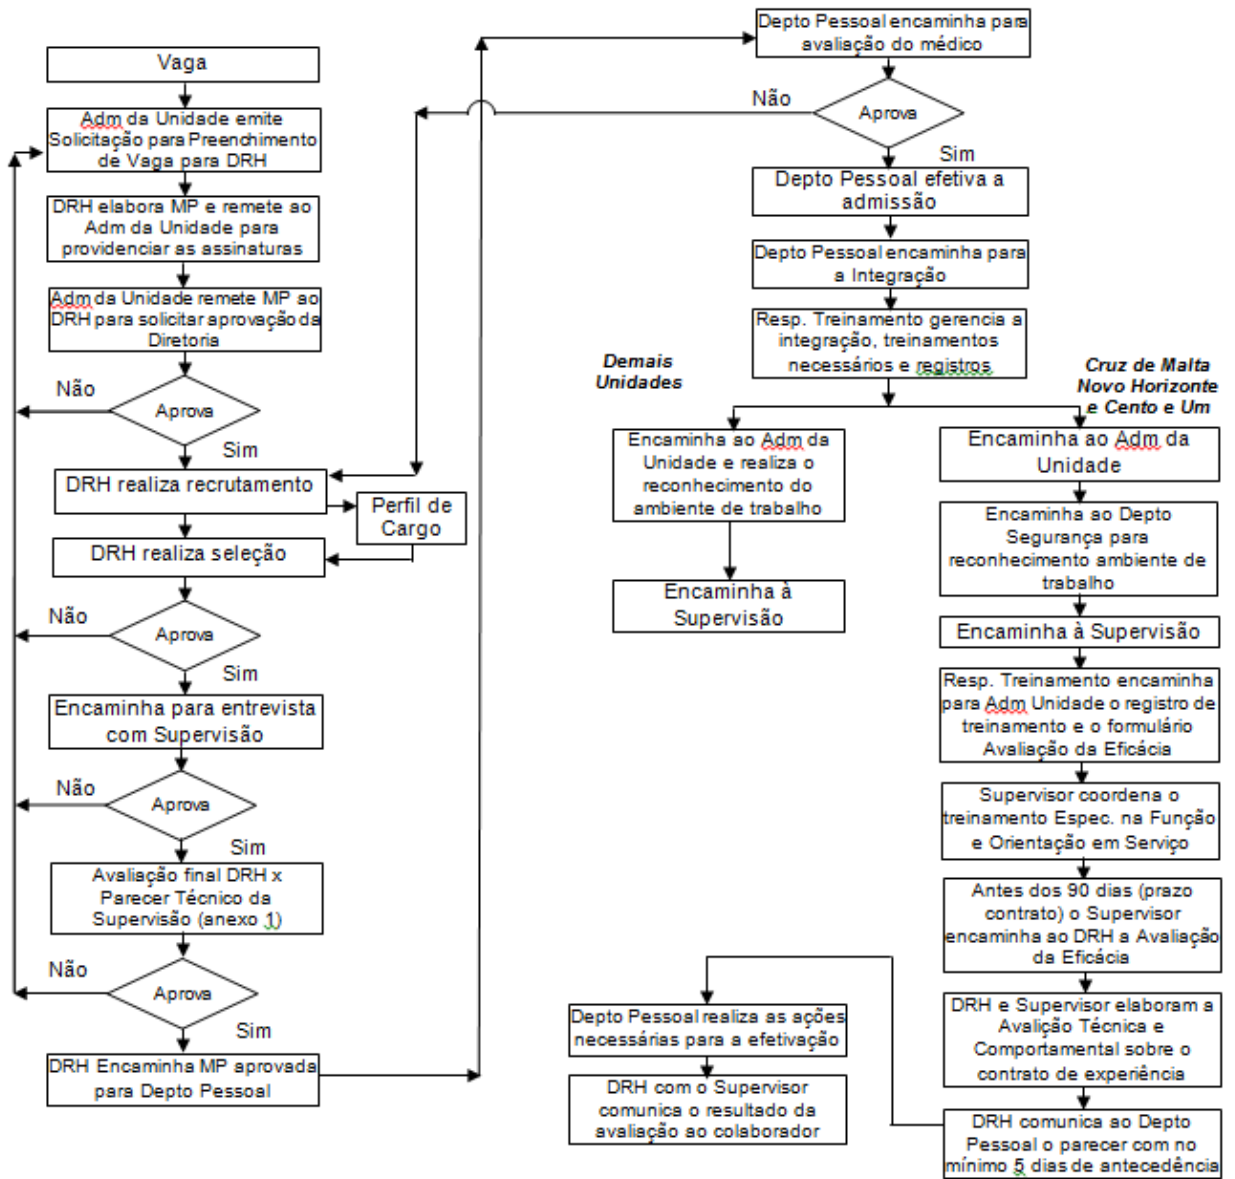 Vaga
Adm da Unidade emite
Solicitação para Preenchimento
de Vaga para DRH
DRH elabora MP e remete ao
Adm da Unidade para
providenciar as assinaturas
Adm da Unidade remete MP ao
DRH para solicitar aprovação da
Diretoria
Não
Aprova
Sim
DRH realiza recrutamento
Perfil de
Cargo
DRH realiza seleção
Não
Aprova
Sim
Encaminha para entrevista
com Supervisão
Não
Aprova
Sim
Avaliação final DRH x
Parecer Técnico da
Supervisão (anexo 1)
Não
Aprova
Sim
DRH Encaminha MP aprovada
para Depto Pessoal
Depto Pessoal encaminha para
avaliação do médico
Não
Aprova
Sim
Depto Pessoal efetiva a
admissão
Depto Pessoal encaminha para
a Integração
Resp. Treinamento gerencia a
integração, treinamentos
necessários e registros
Demais
Unidades
Encaminha ao Adm da
Unidade e realiza o
reconhecimento do
ambiente de trabalho
Encaminha à
Supervisão
Cruz de Malta
Novo Horizonte
e Cento e Um
Encaminha ao Adm da
Unidade
Encaminha ao Depto
Segurança para
reconhecimento ambiente de
trabalho
Encaminha à Supervisão
Resp. Treinamento encaminha
para Adm Unidade o registro de
treinamento e o formulário
Avaliação da Eficácia
Supervisor coordena o
treinamento Espec. na Função
e Orientação em Serviço
Antes dos 90 dias (prazo
contrato) o Supervisor
encaminha ao DRH a Avaliação
da Eficácia
DRH e Supervisor elaboram a
Avalição Técnica e
Comportamental sobre o
contrato de experiência
DRH comunica ao Depto
Pessoal o parecer com no
mínimo 5 dias de antecedência
Depto Pessoal realiza as ações
necessárias para a efetivação
DRH com o Supervisor
comunica o resultado da
avaliação ao colaborador